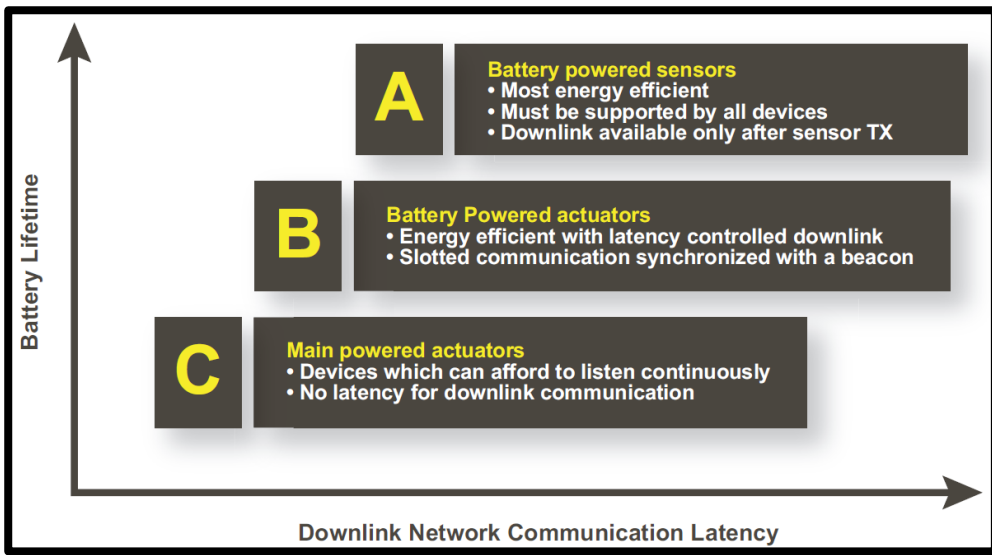 A
Battery powered sensors
• Most energy efficient
• Must be supported by all devices
• Downlink available only after sensor TX
B
Battery Powered actuators
• Energy efficient with latency controlled downlink
• Slotted communication synchronized with a beacon
C
Main powered actuators
• Devices which can afford to listen continuously
• No latency for downlink communication
Battery Lifetime
Downlink Network Communication Latency